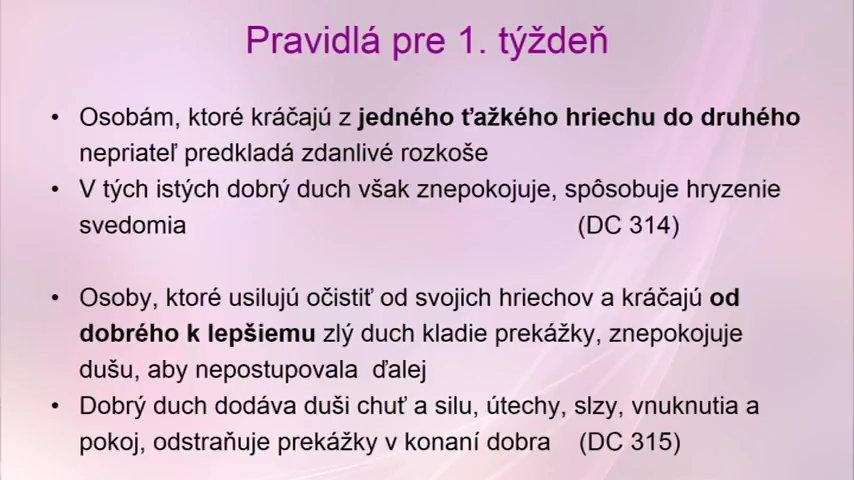 Pravidlá pre 1. týždeň
• Osobám, ktoré kráčajú z jedného ťažkého hriechu do druhého
nepriateľ predkladá zdanlivé rozkoše
• V tých istých dobrý duch však znepokojuje, spôsobuje hryzenie
svedomia (DC 314)
• Osoby, ktoré usilujú očistiť od svojich hriechov a kráčajú od
dobrého k lepšiemu zlý duch kladie prekážky, znepokojuje
dušu, aby nepostupovala ďalej
• Dobrý duch dodáva duši chuť a silu, útechy, slzy, vnuknutia a
pokoj, odstraňuje prekážky v konaní dobra (DC 315)